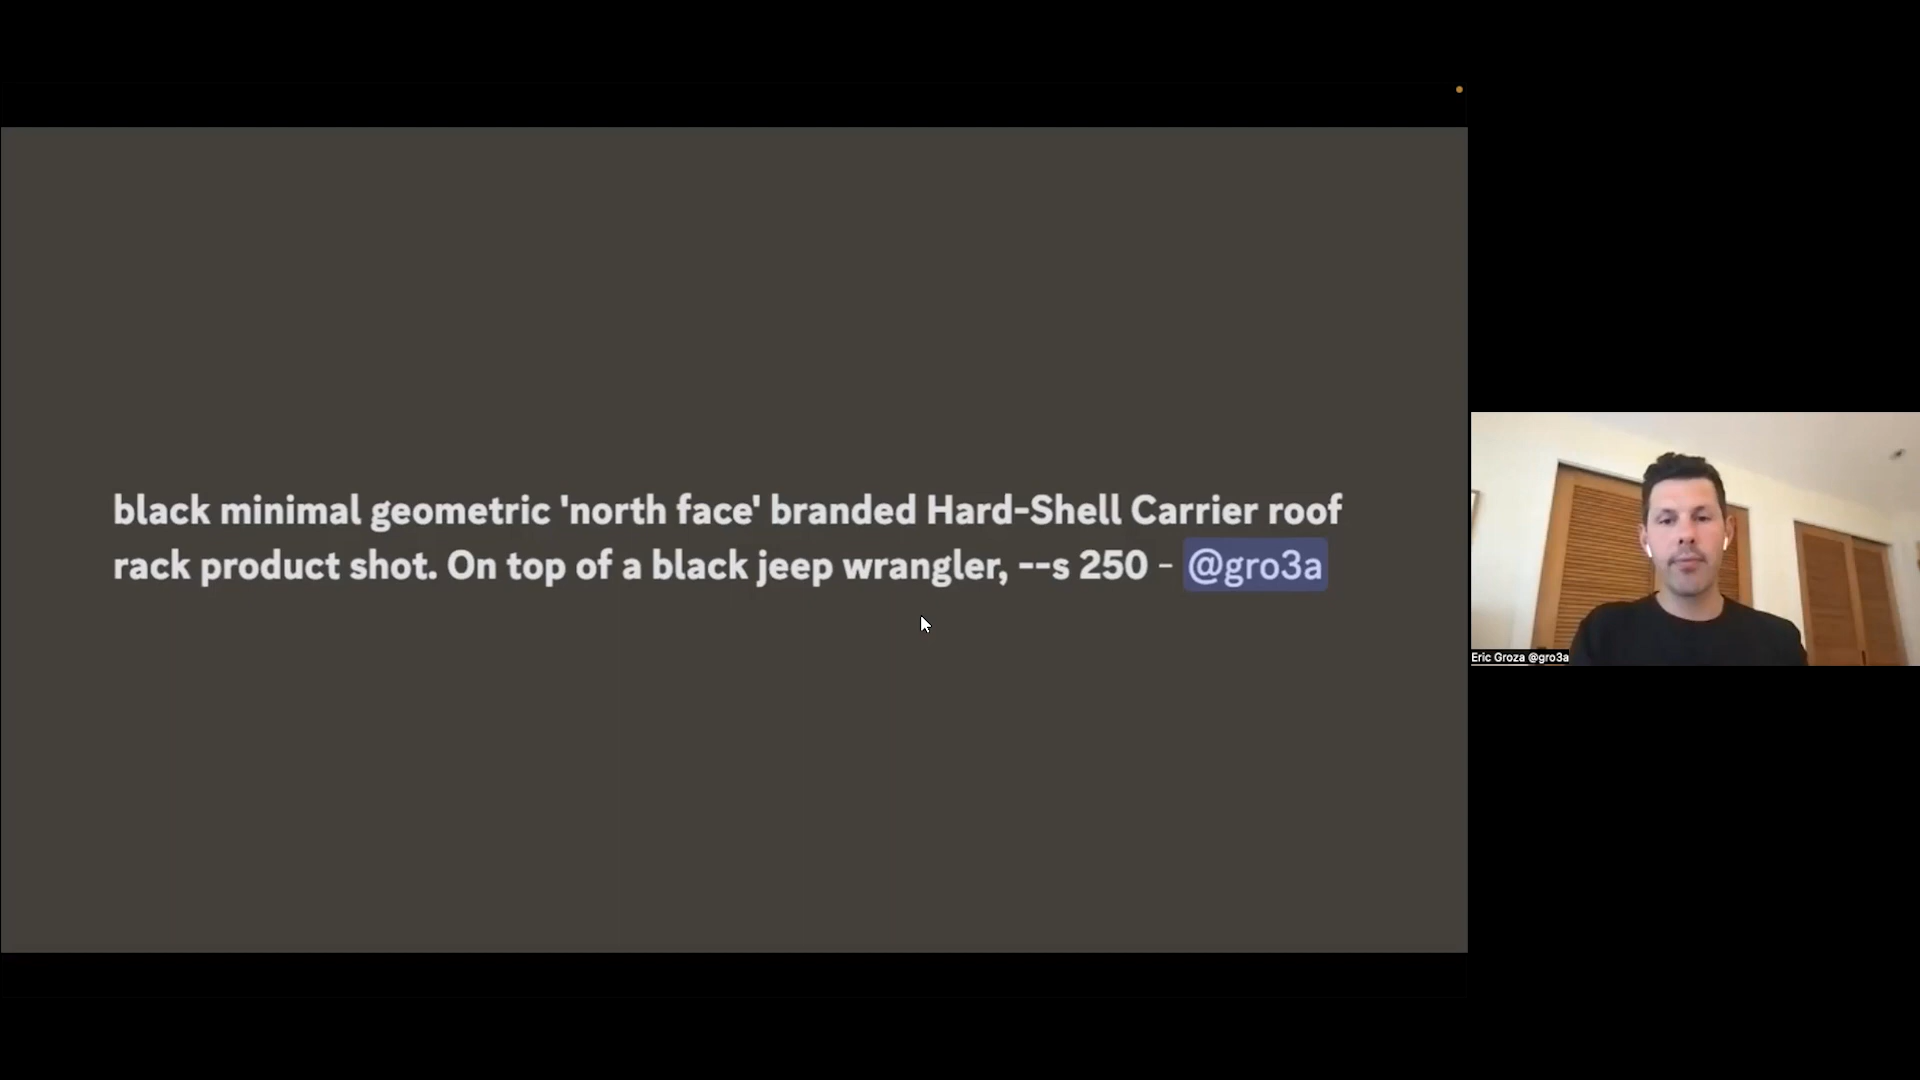 black minimal geometric 'north face' branded Hard-Shell Carrier roof
rack product shot. On top of a black jeep wrangler, --s 250 - @gro3a
Eric Groza @gro3a